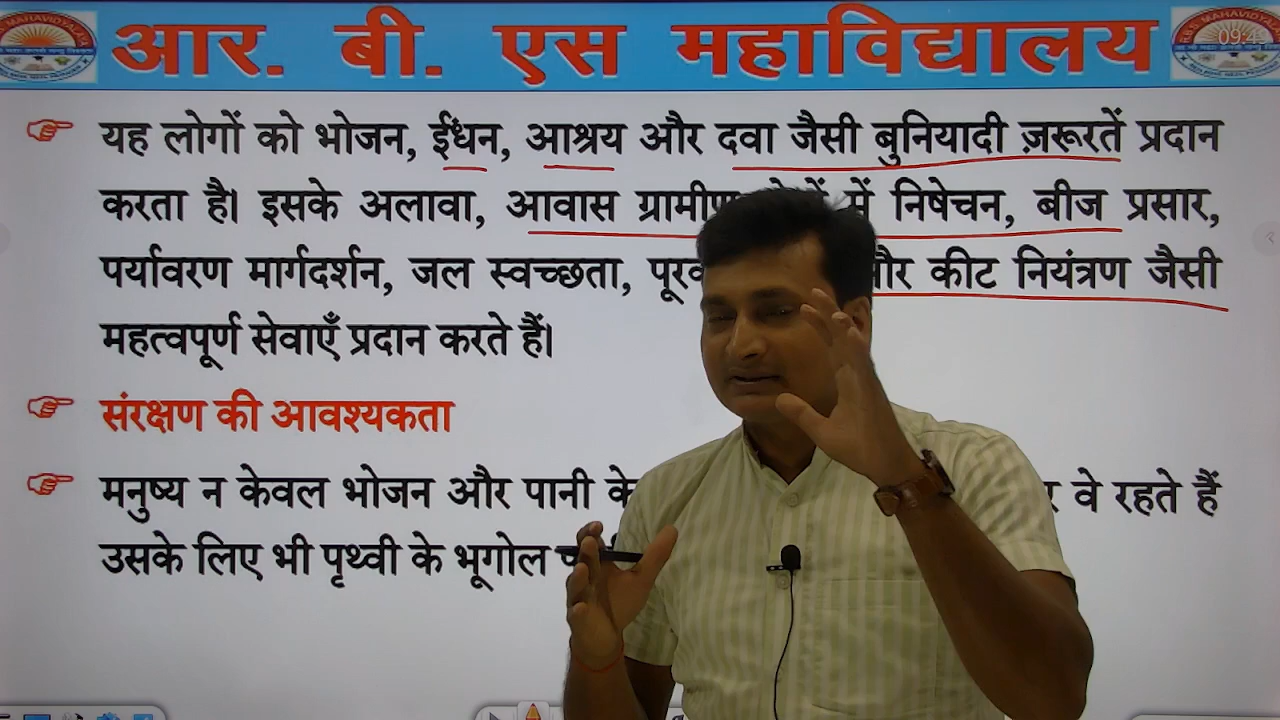 आर. बी. एस महाविद्यालय
यह लोगों को भोजन, ईंधन, आश्रय और दवा जैसी बुनियादी ज़रूरतें प्रदान
करता है। इसके अलावा, आवास ग्रामीण में निषेचन, बीज प्रसार,
पर्यावरण मार्गदर्शन, जल स्वच्छता, और कीट नियंत्रण जैसी
महत्वपूर्ण सेवाएँ प्रदान करते हैं।
संरक्षण की आवश्यकता
मनुष्य न केवल भोजन और पानी के वे रहते हैं
उसके लिए भी पृथ्वी के भूगोल